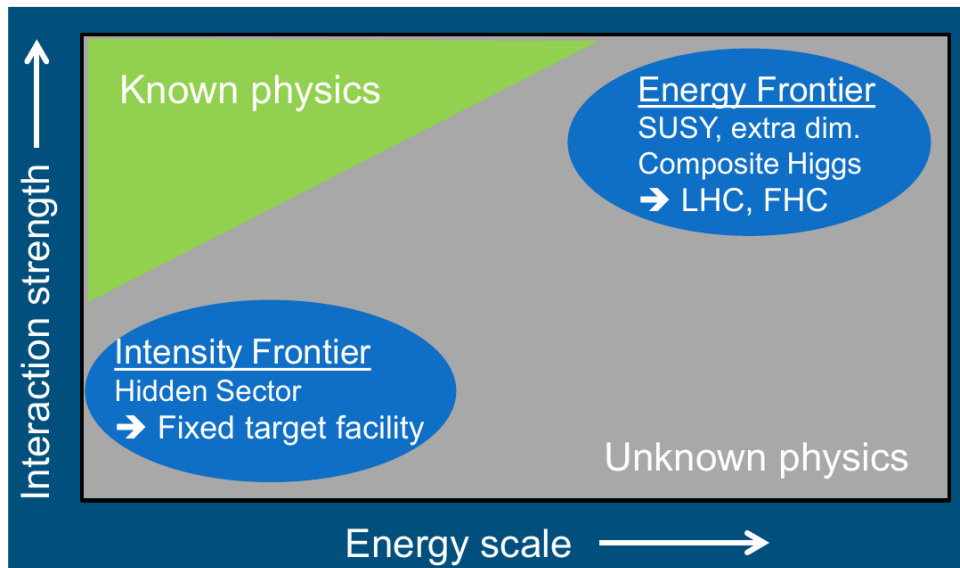 Known physics
Energy Frontier
SUSY, extra dim.
Composite Higgs
➔ LHC, FHC
Interaction strength
Intensity Frontier
Hidden Sector
➔ Fixed target facility
Unknown physics
Energy scale